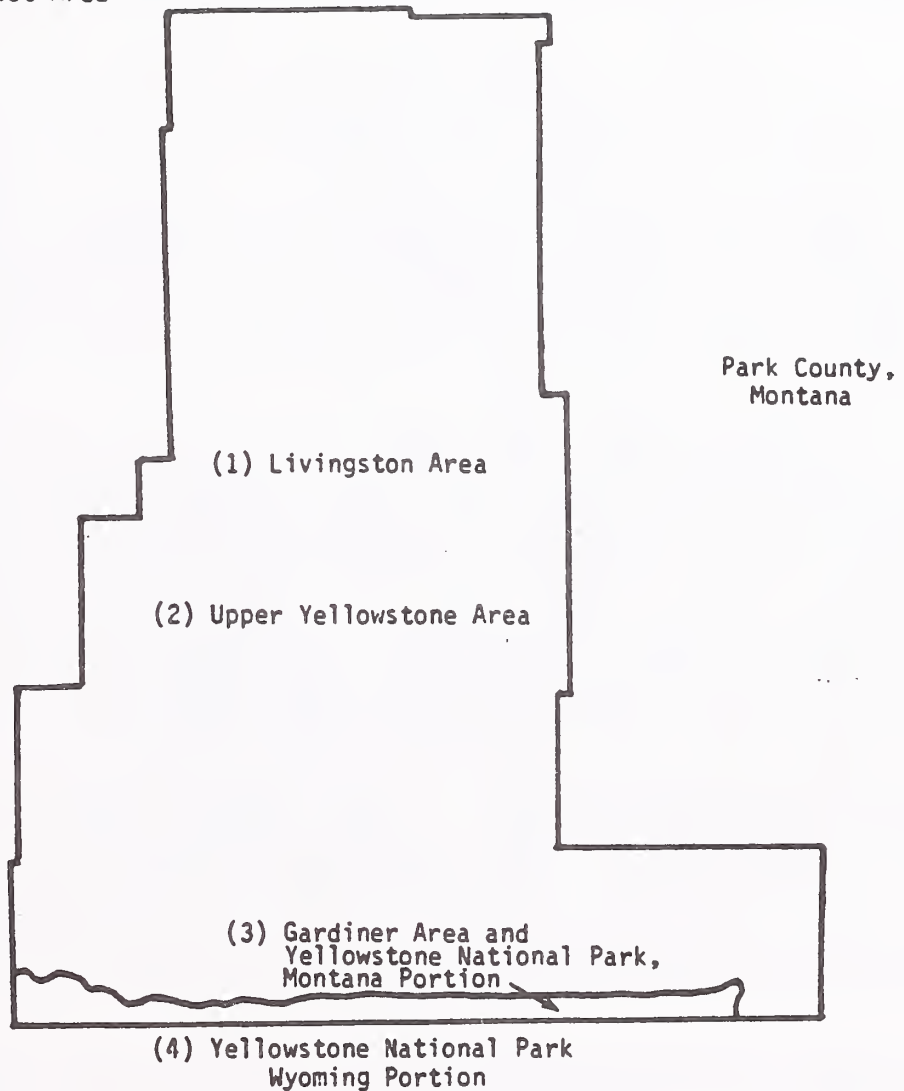 Park County,
Montana
(1) Livingston Area
(2) Upper Yellowstone Area
(3) Gardiner Area and
Yellowstone National Park,
Montana Portion
(4) Yellowstone National Park
Wyoming Portion